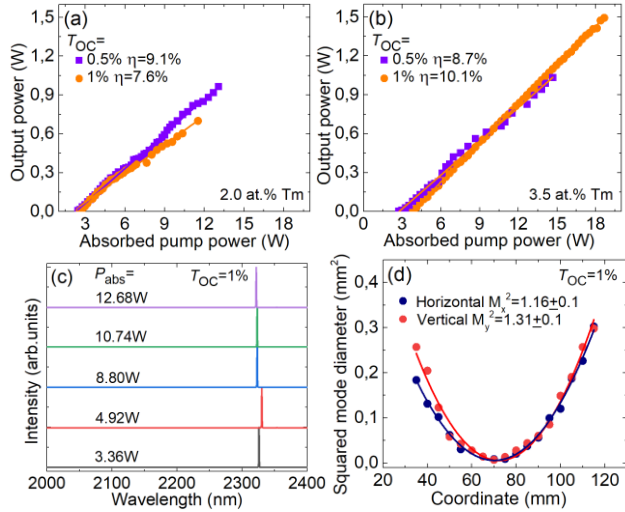 (a)
T_OC=
0.5% η=9.1%
1% η=7.6%
2.0 at.% Tm
Output power (W)
1,5
1,2
0,9
0,6
0,3
0,0
3 6 9 12 15 18
Absorbed pump power (W)
(b)
T_OC=
0.5% η=8.7%
1% η=10.1%
3.5 at.% Tm
Output power (W)
1,5
1,2
0,9
0,6
0,3
0,0
3 6 9 12 15 18
Absorbed pump power (W)
(c)
P_abs= T_OC=1%
12.68W
10.74W
8.80W
4.92W
3.36W
Intensity (arb.units)
2000 2100 2200 2300 2400
Wavelength (nm)
(d) T_OC=1%
Horizontal M_x^2=1.16±0.1
Vertical M_y^2=1.31±0.1
Squared mode diameter (mm²)
0,4
0,3
0,2
0,1
0,0
20 40 60 80 100 120
Coordinate (mm)